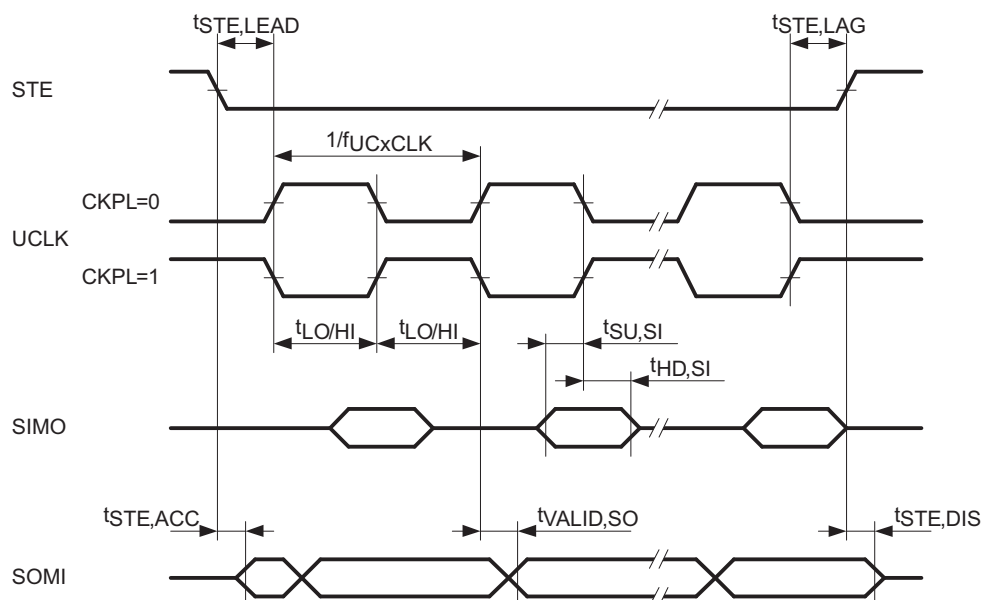 tSTE,LEAD
tSTE,LAG
STE
1/fUCxCLK
CKPL=0
UCLK
CKPL=1
tLO/HI
tLO/HI
tSU,SI
tHD,SI
SIMO
tSTE,ACC
tVALID,SO
tSTE,DIS
SOMI